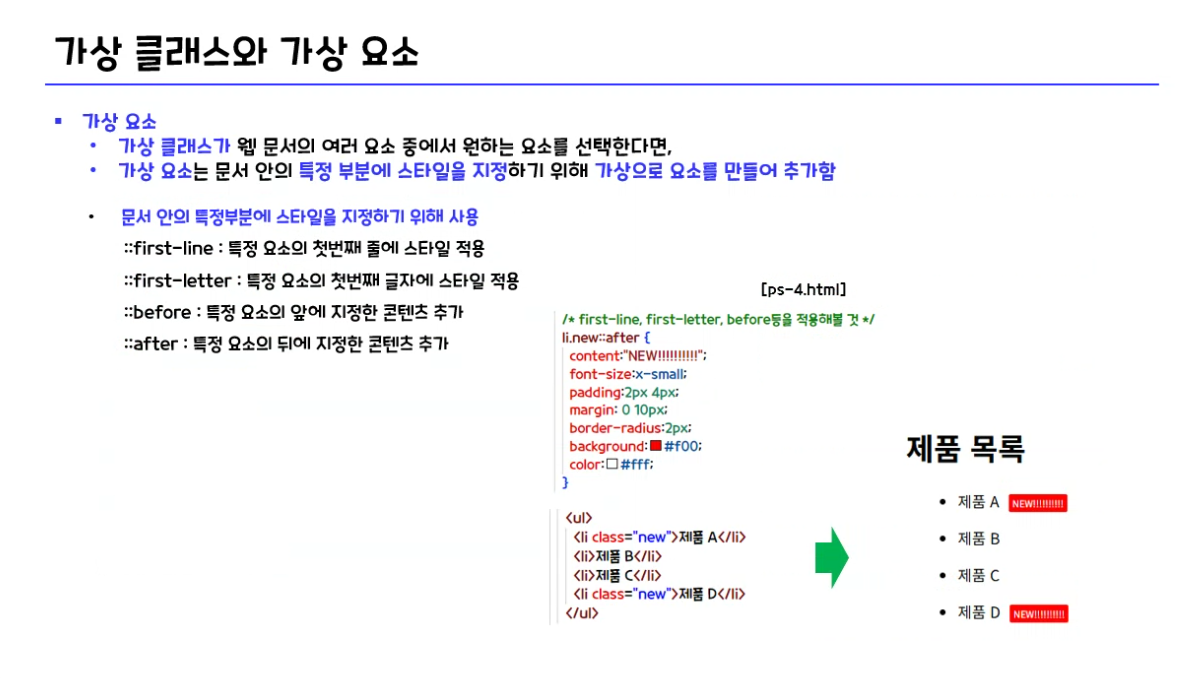 가상 클래스와 가상 요소
▪ 가상 요소
• 가상 클래스가 웹 문서의 여러 요소 중에서 원하는 요소를 선택한다면,
• 가상 요소는 문서 안의 특정 부분에 스타일을 지정하기 위해 가상으로 요소를 만들어 추가함
• 문서 안의 특정부분에 스타일을 지정하기 위해 사용
::first-line : 특정 요소의 첫번째 줄에 스타일 적용
::first-letter : 특정 요소의 첫번째 글자에 스타일 적용
::before : 특정 요소의 앞에 지정한 콘텐츠 추가
::after : 특정 요소의 뒤에 지정한 콘텐츠 추가
[ps-4.html]
/* first-line, first-letter, before등을 적용해볼 것 */
li.new::after {
content:"NEW!!!!!!!!!!";
font-size:x-small;
padding:2px 4px;
margin: 0 10px;
border-radius:2px;
background:#f00;
color:#fff;
}
<ul>
<li class="new">제품 A</li>
<li>제품 B</li>
<li>제품 C</li>
<li class="new">제품 D</li>
</ul>
제품 목록
• 제품 A NEW!!!!!!!!!!
• 제품 B
• 제품 C
• 제품 D NEW!!!!!!!!!!